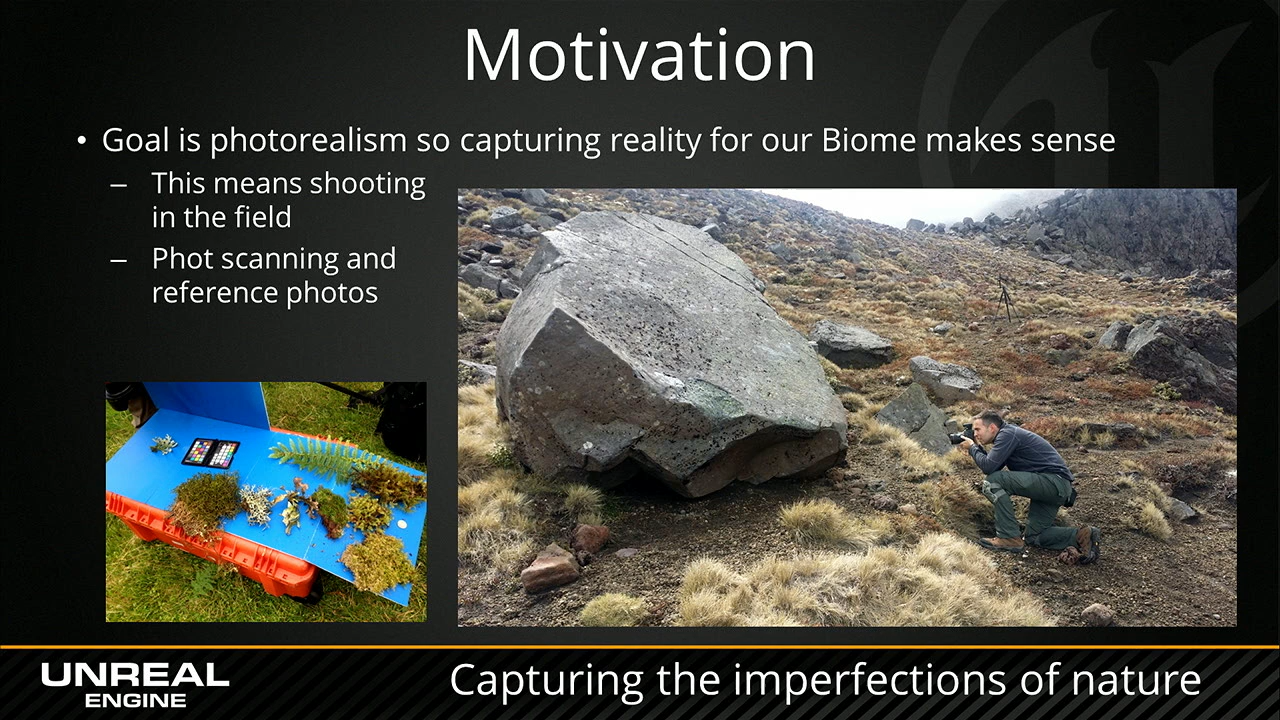 Motivation
• Goal is photorealism so capturing reality for our Biome makes sense
– This means shooting
in the field
– Phot scanning and
reference photos
UNREAL
ENGINE
Capturing the imperfections of nature